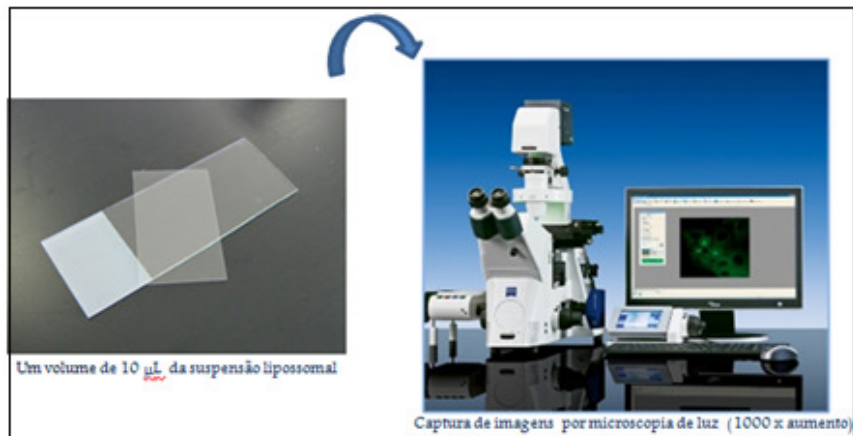 Um volume de 10 µL da suspensão lipossomal
Captura de imagens por microscopia de luz (1000 x aumento)